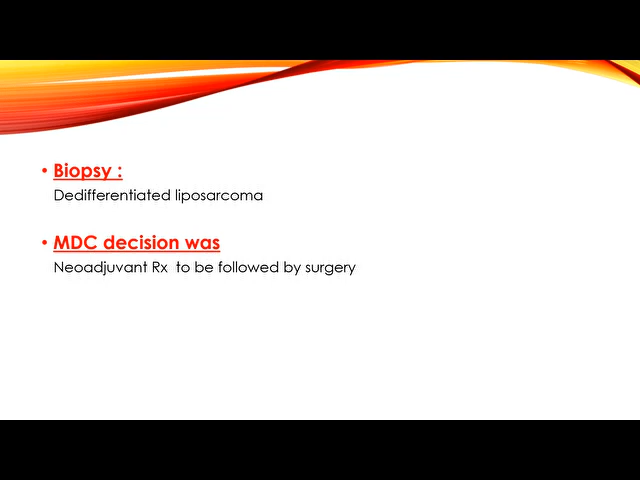 • Biopsy :
Dedifferentiated liposarcoma
• MDC decision was
Neoadjuvant Rx  to be followed by surgery